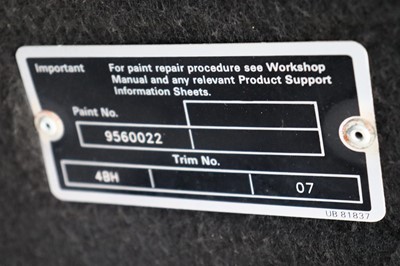 Important For paint repair procedure see Workshop
Manual and any relevant Product Support
Information Sheets.
Paint No.
9560022
Trim No.
48H 07
UB 81837